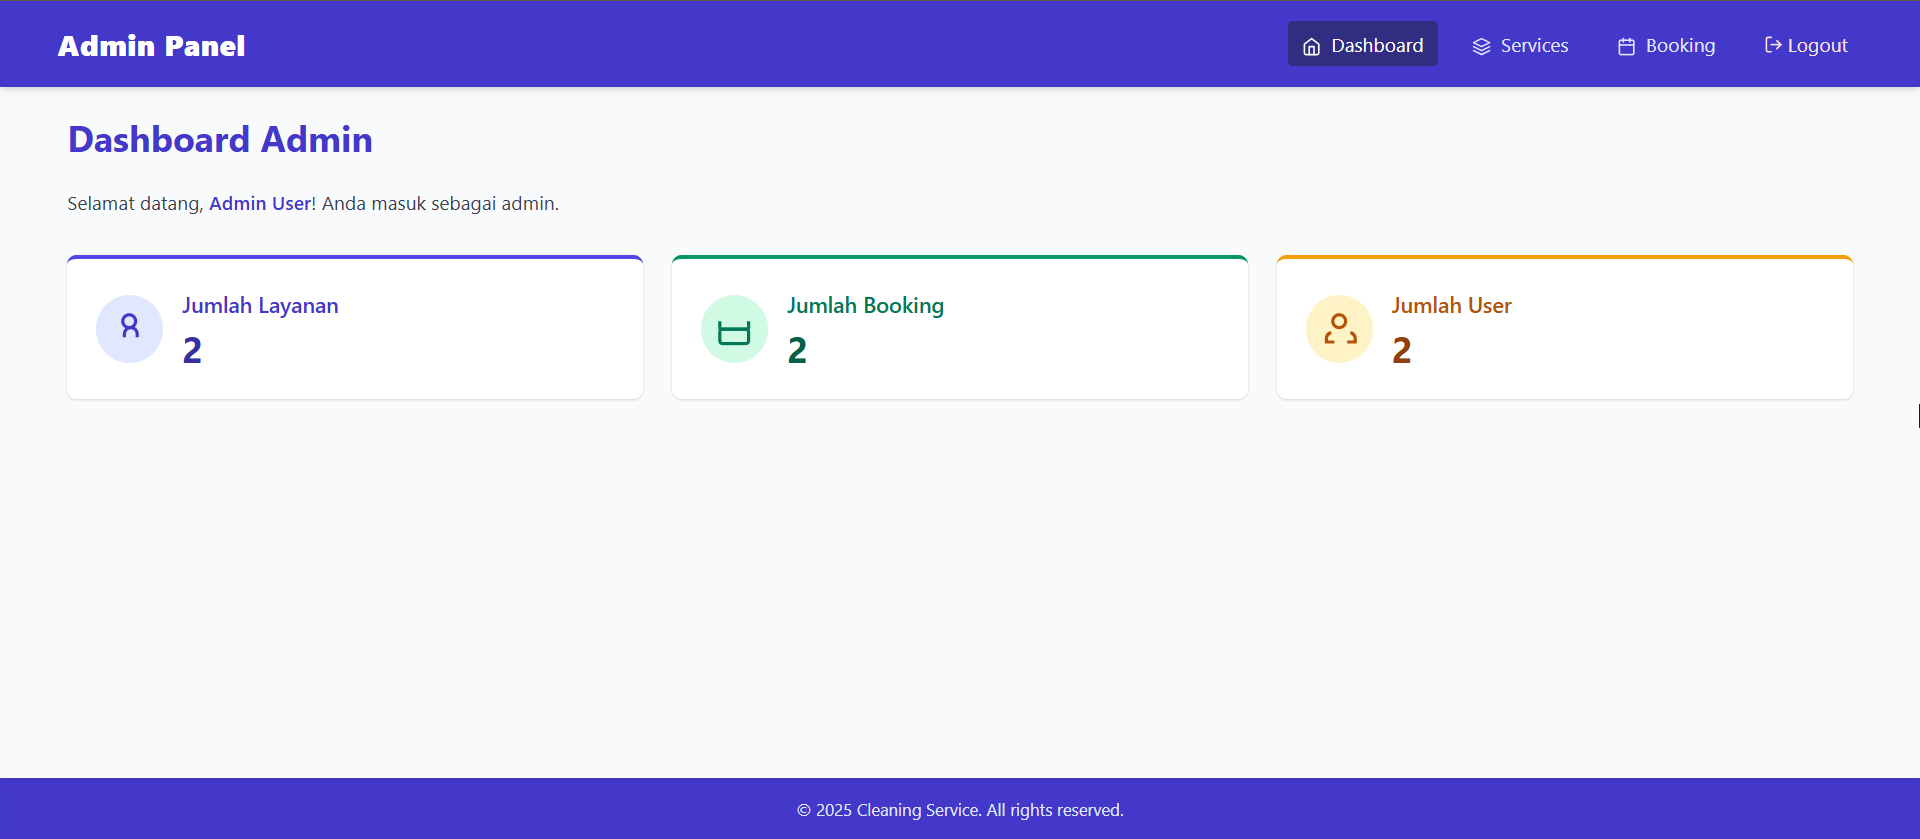 Admin Panel
Dashboard
Services
Booking
Logout
Dashboard Admin
Selamat datang, Admin User! Anda masuk sebagai admin.
Jumlah Layanan
2
Jumlah Booking
2
Jumlah User
2
© 2025 Cleaning Service. All rights reserved.